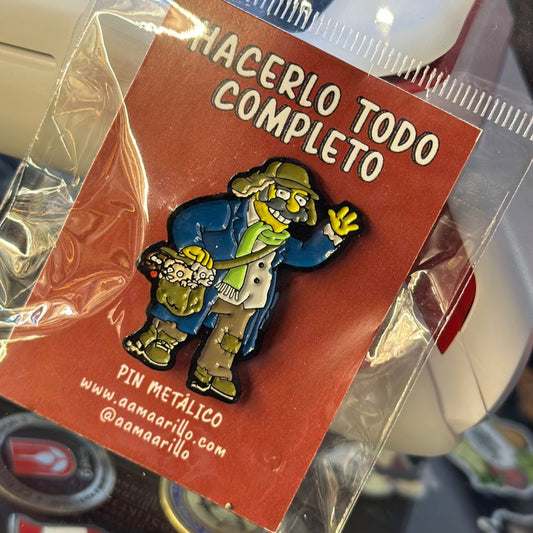 HACERLO TODO
COMPLETO
PIN METÁLICO
www.aamaarillo.com
@aamaarillo